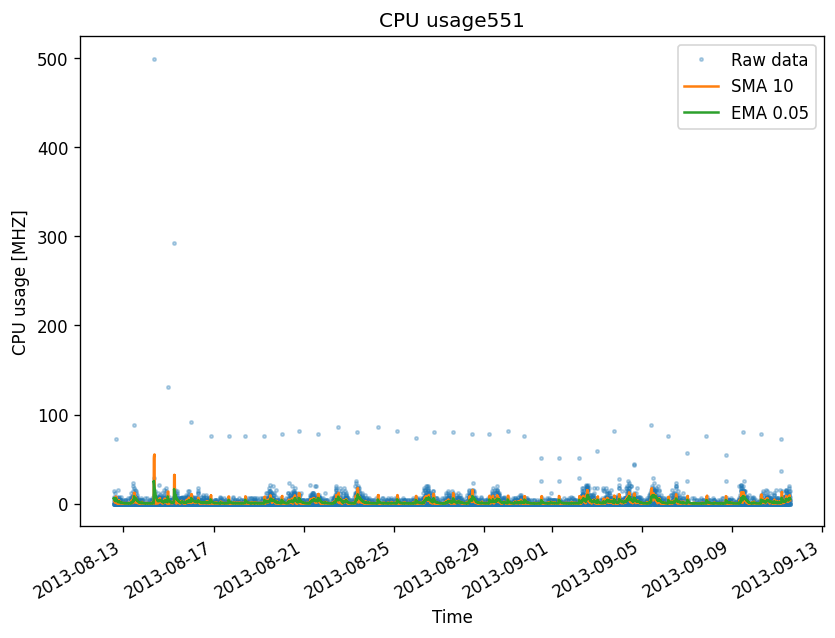 CPU usage551
Raw data
SMA 10
EMA 0.05
500
400
300
200
100
0
CPU usage [MHZ]
2013-08-13
2013-08-17
2013-08-21
2013-08-25
2013-08-29
2013-09-01
2013-09-05
2013-09-09
2013-09-13
Time